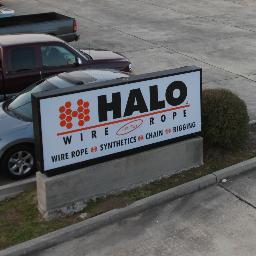 HALO
WIRE ROPE
WIRE ROPE SYNTHETICS CHAIN RIGGING